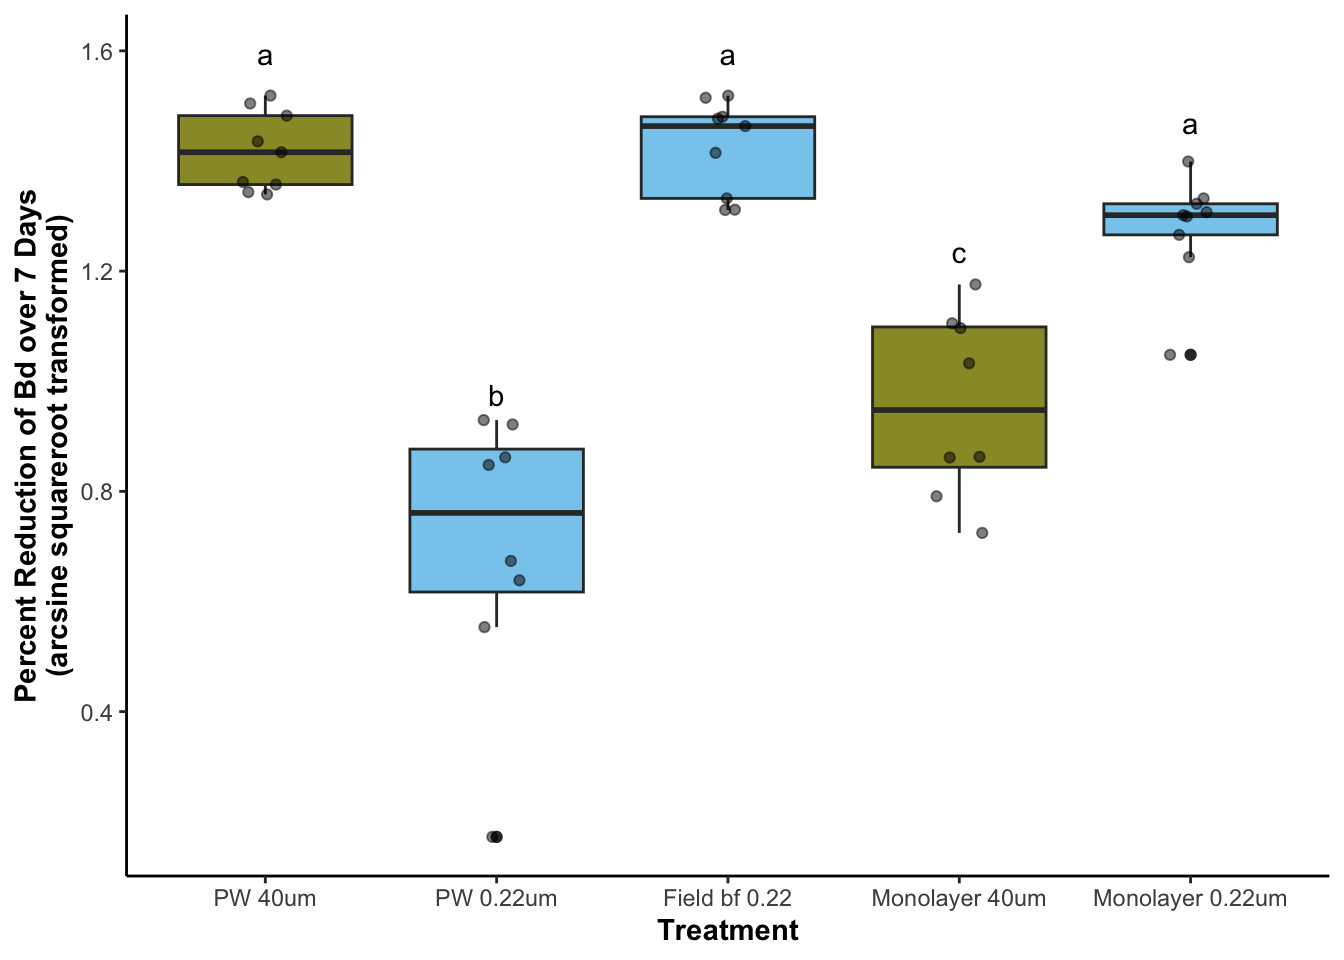 Percent Reduction of Bd over 7 Days
(arcsine squareroot transformed)
1.6
1.2
0.8
0.4
a
b
a
c
a
PW 40um
PW 0.22um
Field bf 0.22
Monolayer 40um
Monolayer 0.22um
Treatment